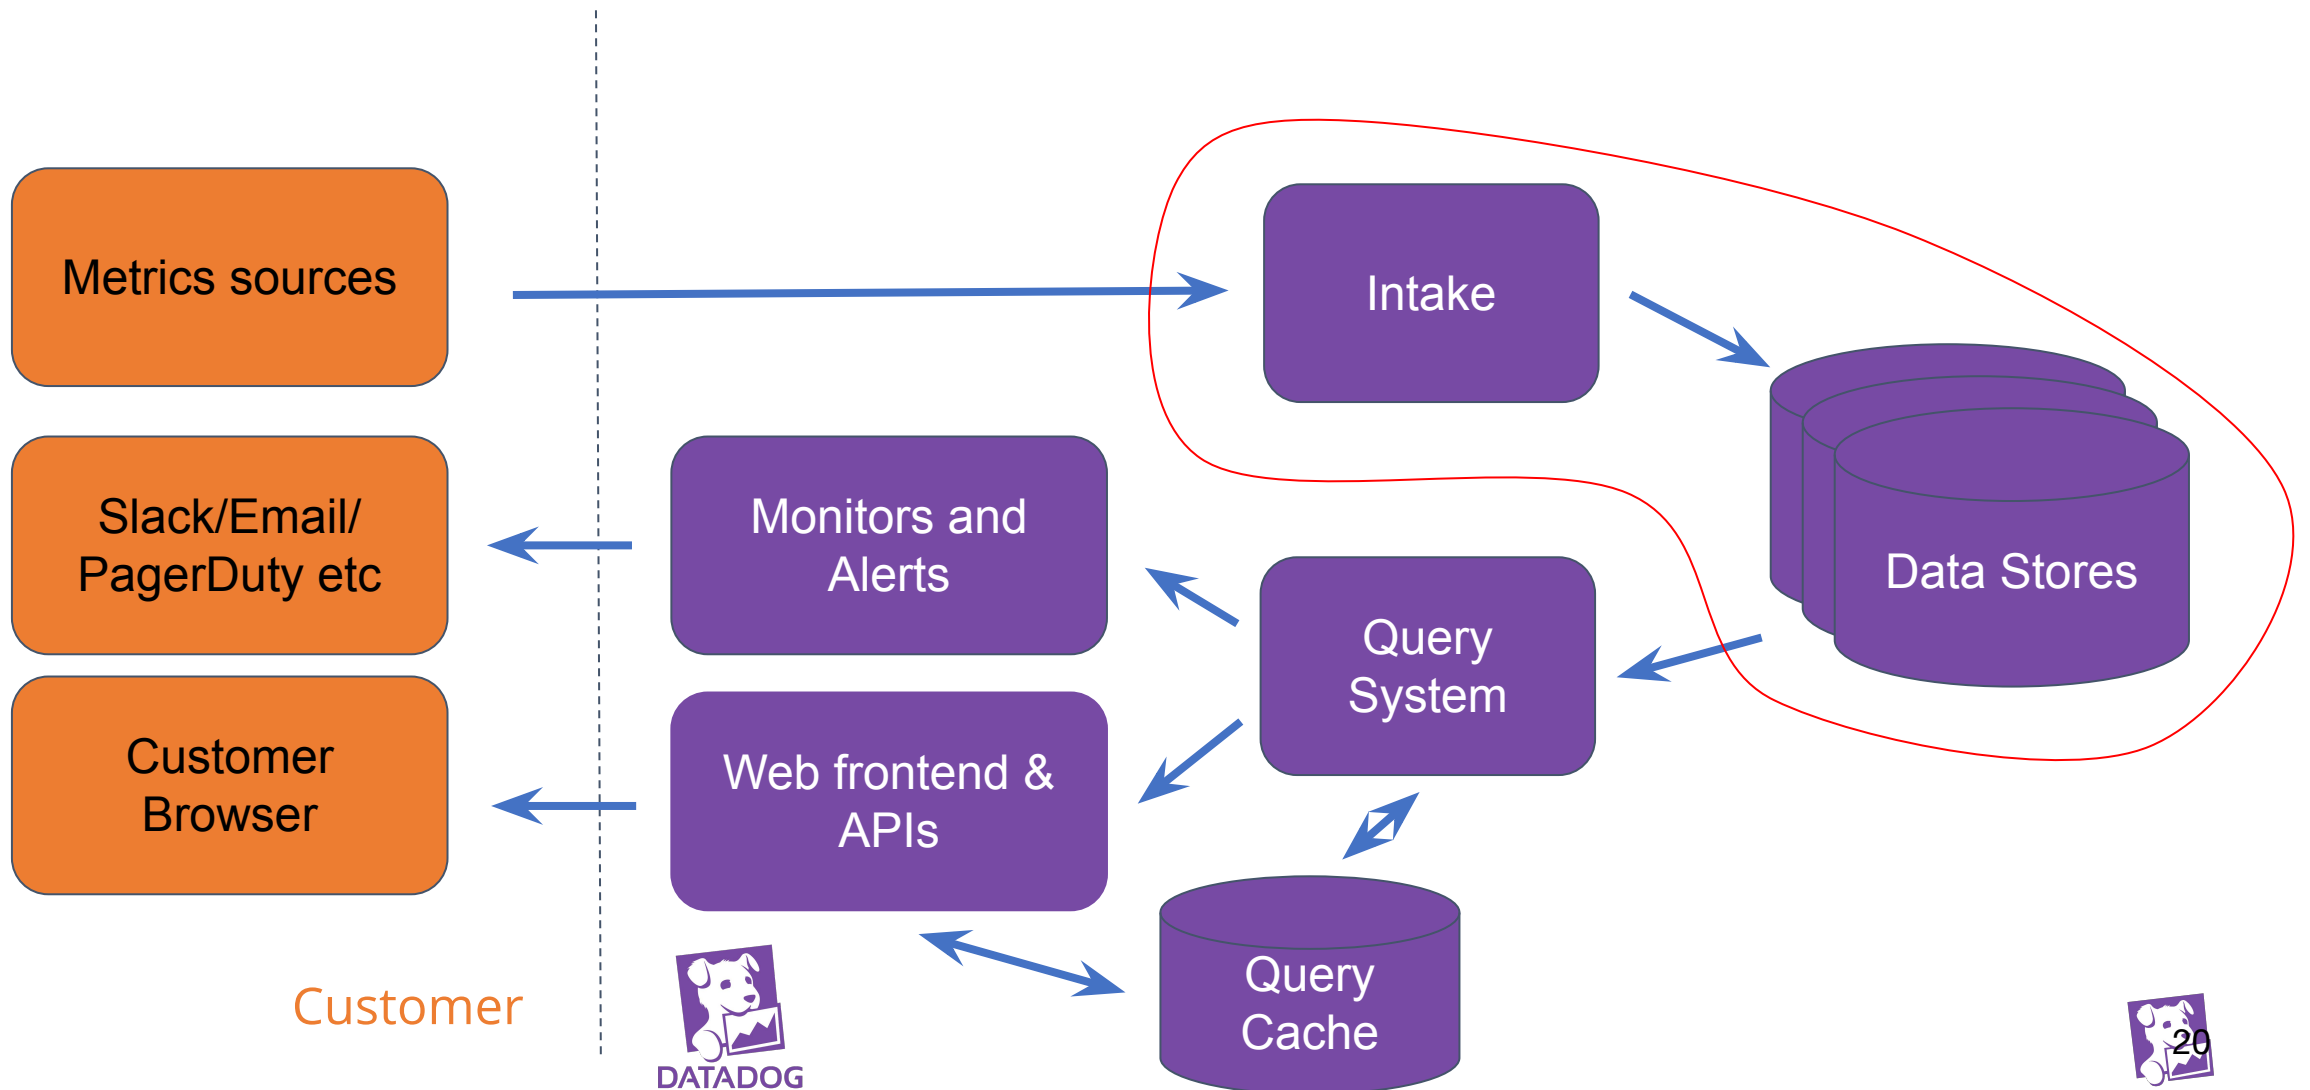 Metrics sources
Intake
Slack/Email/
PagerDuty etc
Monitors and
Alerts
Data Stores
Query
System
Customer
Browser
Web frontend &
APIs
Query
Cache
Customer
DATADOG
20